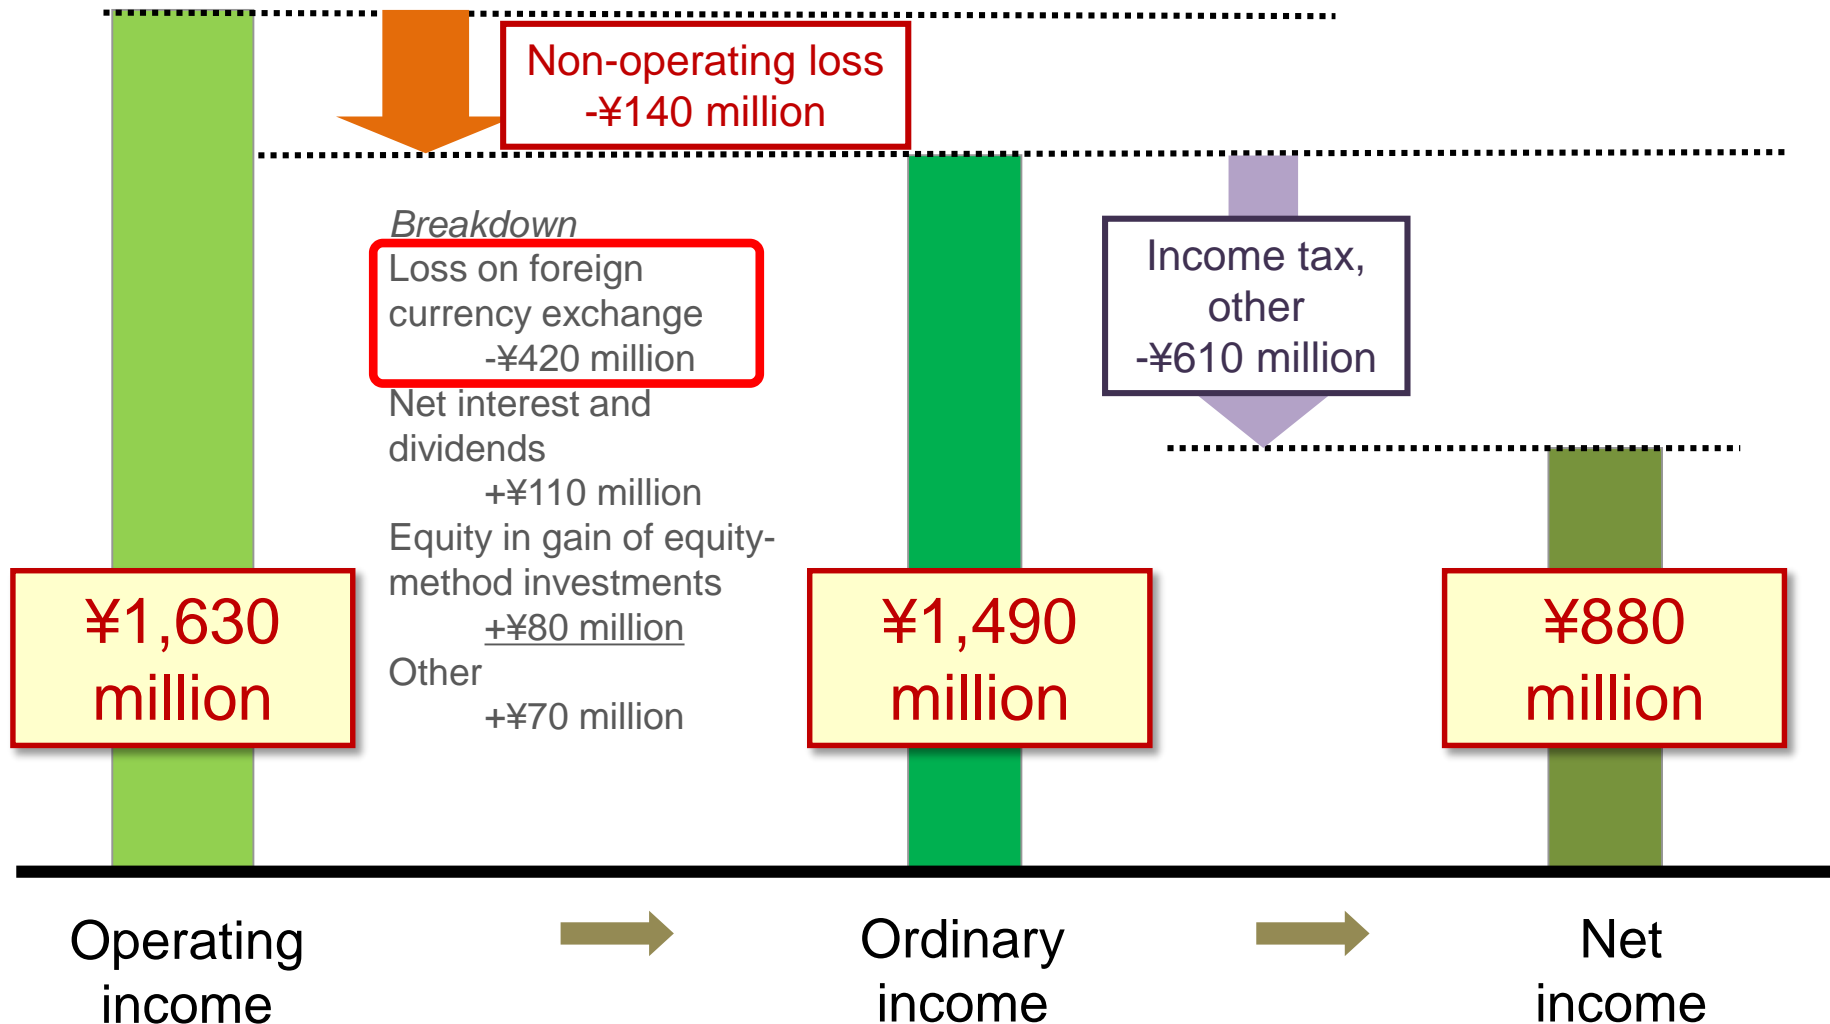 Non-operating loss
-¥140 million
Breakdown
Loss on foreign
currency exchange
-¥420 million
Net interest and
dividends
+¥110 million
Equity in gain of equity-
method investments
+¥80 million
Other
+¥70 million
Income tax,
other
-¥610 million
¥1,630
million
¥1,490
million
¥880
million
Operating
income
Ordinary
income
Net
income